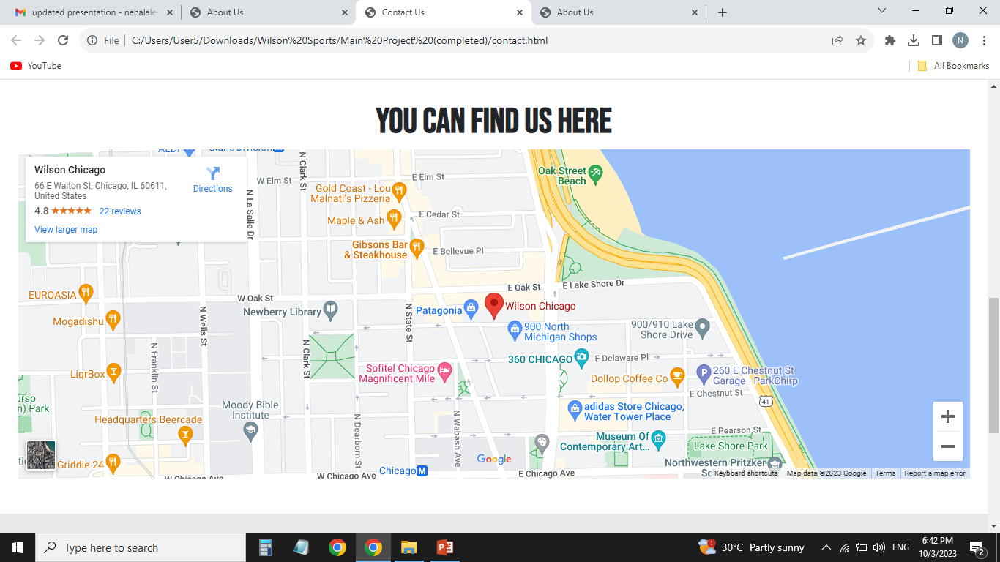 updated presentation - nehalale
About Us
Contact Us
About Us
File
C:/Users/User5/Downloads/Wilson%20Sports/Main%20Project%20(completed)/contact.html
N
YouTube
All Bookmarks
YOU CAN FIND US HERE
Wilson Chicago
66 E Walton St, Chicago, IL 60611,
United States
4.8
22 reviews
View larger map
Directions
ALDI
W Elm St
N Clark St
N La Salle Dr
E Elm St
Gold Coast - Lou
Malnati's Pizzeria
Oak Street
Beach
Maple & Ash
E Cedar St
Gibsons Bar
& Steakhouse
E Bellevue Pl
E Oak St
E Lake Shore Dr
EUROASIA
W Oak St
Newberry Library
Patagonia
Wilson Chicago
Mogadishu
N Wells St
N State St
900 North
Michigan Shops
900/910 Lake
Shore Drive
N Franklin St
N Clark St
360 CHICAGO
E Delaware Pl
LiqrBox
Sofitel Chicago
Magnificent Mile
Dollop Coffee Co
260 E Chestnut St
Garage - ParkChirp
E Chestnut St
41
Moody Bible
Institute
adidas Store Chicago,
Water Tower Place
Headquarters Beercade
N Dearborn St
N Wabash Ave
E Pearson St
Museum Of
Contemporary Art...
Lake Shore Park
Griddle 24
Google
Northwestern Pritzker
W Chicago Ave
W Chicago Ave
Chicago
M
E Chicago Ave
Keyboard shortcuts
Map data ©2023 Google
Terms
Report a map error
Type here to search
30°C Partly sunny
ENG
6:42 PM
10/3/2023
2